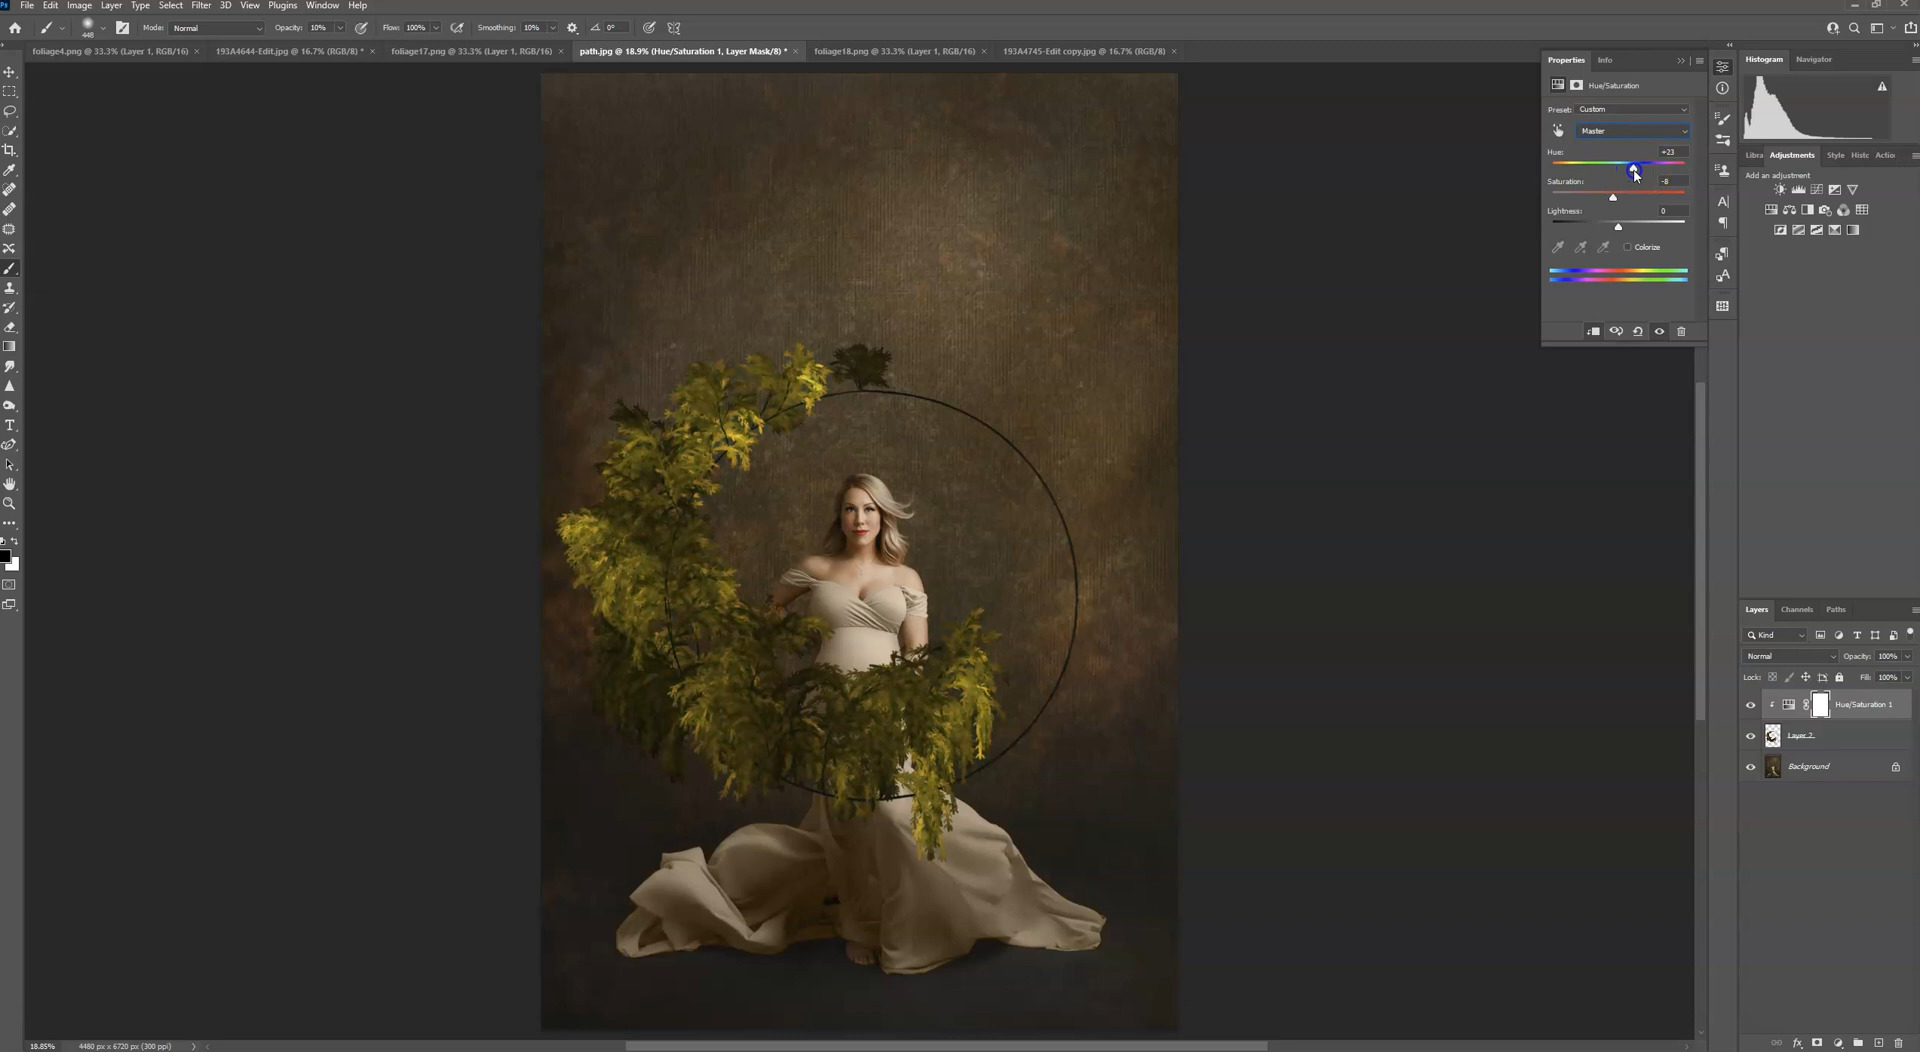 Ps File Edit Image Layer Type Select Filter 3D View Plugins Window Help
448 Mode: Normal Opacity: 10% Flow: 100% Smoothing: 10% 0°
foliage4.png @ 33.3% (Layer 1, RGB/16) × 193A4644-Edit.jpg @ 16.7% (RGB/8) * × foliage17.png @ 33.3% (Layer 1, RGB/16) × path.jpg @ 18.9% (Hue/Saturation 1, Layer Mask/8) * × foliage18.png @ 33.3% (Layer 1, RGB/16) × 193A4745-Edit copy.jpg @ 16.7% (RGB/8) ×
Properties Info
Hue/Saturation
Preset: Custom
Master
Hue: +23
Saturation: -8
Lightness: 0
Colorize
Histogram Navigator
Libra Adjustments Style Histc Actio
Add an adjustment
Layers Channels Paths
Kind
Normal Opacity: 100%
Lock: Fill: 100%
Hue/Saturation 1
Layer 2
Background
18.85% 4480 px x 6720 px (300 ppi)